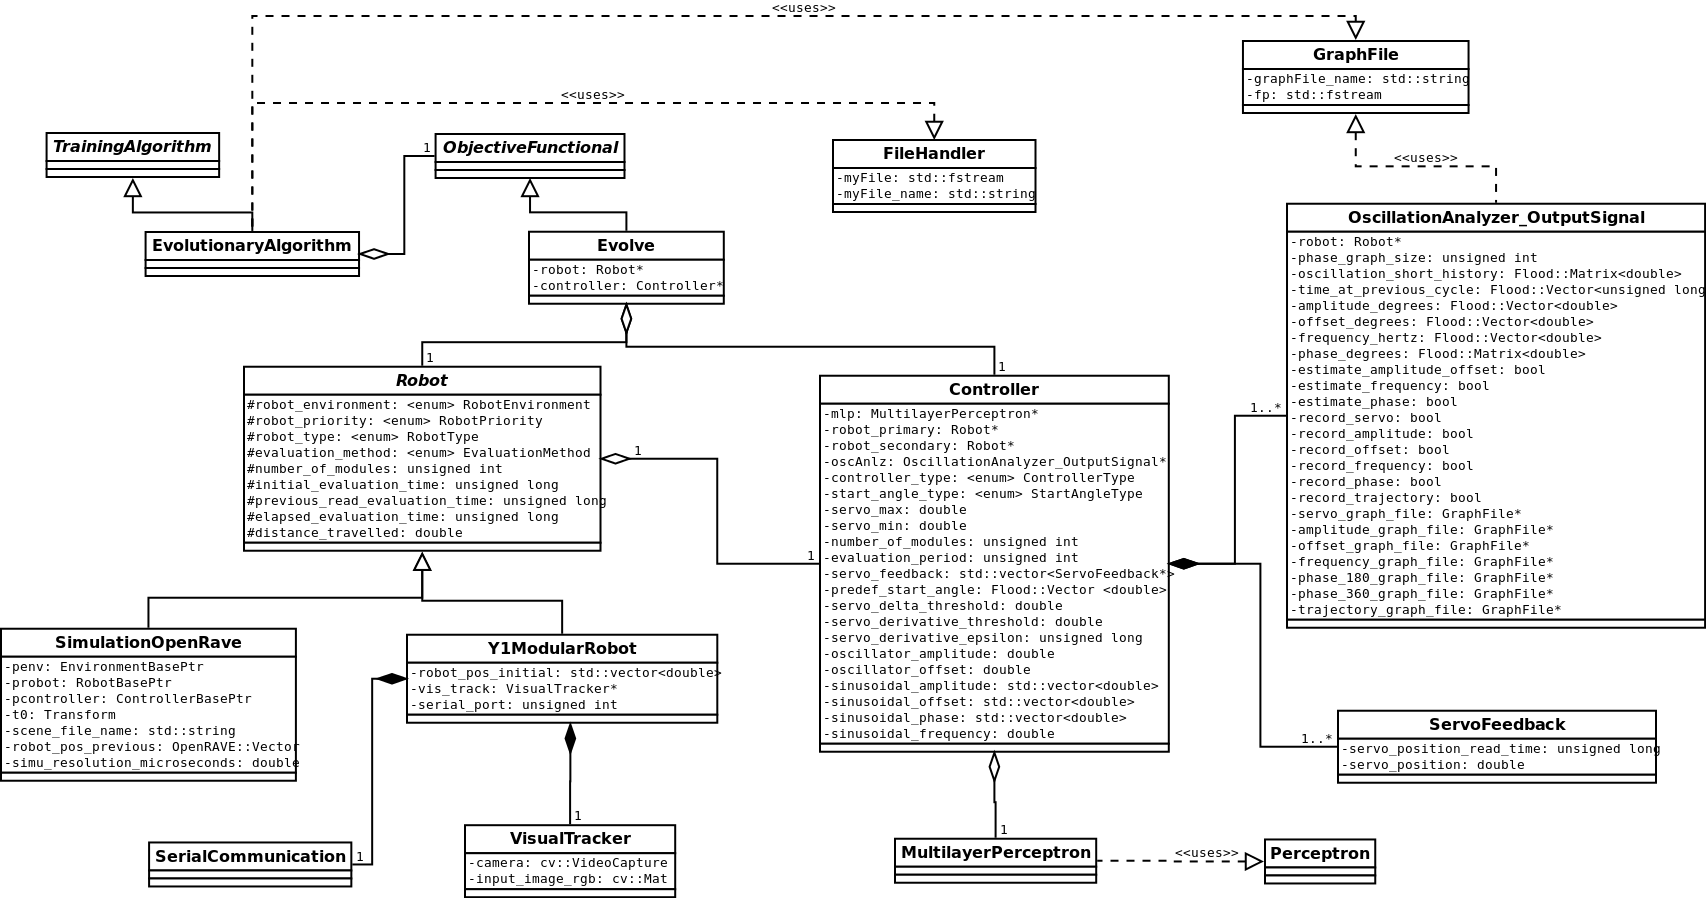 <<uses>>
GraphFile
-graphFile_name: std::string
-fp: std::fstream
<<uses>>
TrainingAlgorithm
1
ObjectiveFunctional
FileHandler
-myFile: std::fstream
-myFile_name: std::string
<<uses>>
EvolutionaryAlgorithm
Evolve
-robot: Robot*
-controller: Controller*
OscillationAnalyzer_OutputSignal
-robot: Robot*
-phase_graph_size: unsigned int
-oscillation_short_history: Flood::Matrix<double>
-time_at_previous_cycle: Flood::Vector<unsigned long
-amplitude_degrees: Flood::Vector<double>
-offset_degrees: Flood::Vector<double>
-frequency_hertz: Flood::Vector<double>
-phase_degrees: Flood::Matrix<double>
-estimate_amplitude_offset: bool
-estimate_frequency: bool
-estimate_phase: bool
-record_servo: bool
-record_amplitude: bool
-record_offset: bool
-record_frequency: bool
-record_phase: bool
-record_trajectory: bool
-servo_graph_file: GraphFile*
-amplitude_graph_file: GraphFile*
-offset_graph_file: GraphFile*
-frequency_graph_file: GraphFile*
-phase_180_graph_file: GraphFile*
-phase_360_graph_file: GraphFile*
-trajectory_graph_file: GraphFile*
1
Robot
#robot_environment: <enum> RobotEnvironment
#robot_priority: <enum> RobotPriority
#robot_type: <enum> RobotType
#evaluation_method: <enum> EvaluationMethod
#number_of_modules: unsigned int
#initial_evaluation_time: unsigned long
#previous_read_evaluation_time: unsigned long
#elapsed_evaluation_time: unsigned long
#distance_travelled: double
1
1
1
Controller
-mlp: MultilayerPerceptron*
-robot_primary: Robot*
-robot_secondary: Robot*
-oscAnlz: OscillationAnalyzer_OutputSignal*
-controller_type: <enum> ControllerType
-start_angle_type: <enum> StartAngleType
-servo_max: double
-servo_min: double
-number_of_modules: unsigned int
-evaluation_period: unsigned int
-servo_feedback: std::vector<ServoFeedback*>
-predef_start_angle: Flood::Vector <double>
-servo_delta_threshold: double
-servo_derivative_threshold: double
-servo_derivative_epsilon: unsigned long
-oscillator_amplitude: double
-oscillator_offset: double
-sinusoidal_amplitude: std::vector<double>
-sinusoidal_offset: std::vector<double>
-sinusoidal_phase: std::vector<double>
-sinusoidal_frequency: double
1..*
SimulationOpenRave
-penv: EnvironmentBasePtr
-probot: RobotBasePtr
-pcontroller: ControllerBasePtr
-t0: Transform
-scene_file_name: std::string
-robot_pos_previous: OpenRAVE::Vector
-simu_resolution_microseconds: double
Y1ModularRobot
-robot_pos_initial: std::vector<double>
-vis_track: VisualTracker*
-serial_port: unsigned int
1..*
ServoFeedback
-servo_position_read_time: unsigned long
-servo_position: double
1
SerialCommunication
1
VisualTracker
-camera: cv::VideoCapture
-input_image_rgb: cv::Mat
1
MultilayerPerceptron
<<uses>>
Perceptron